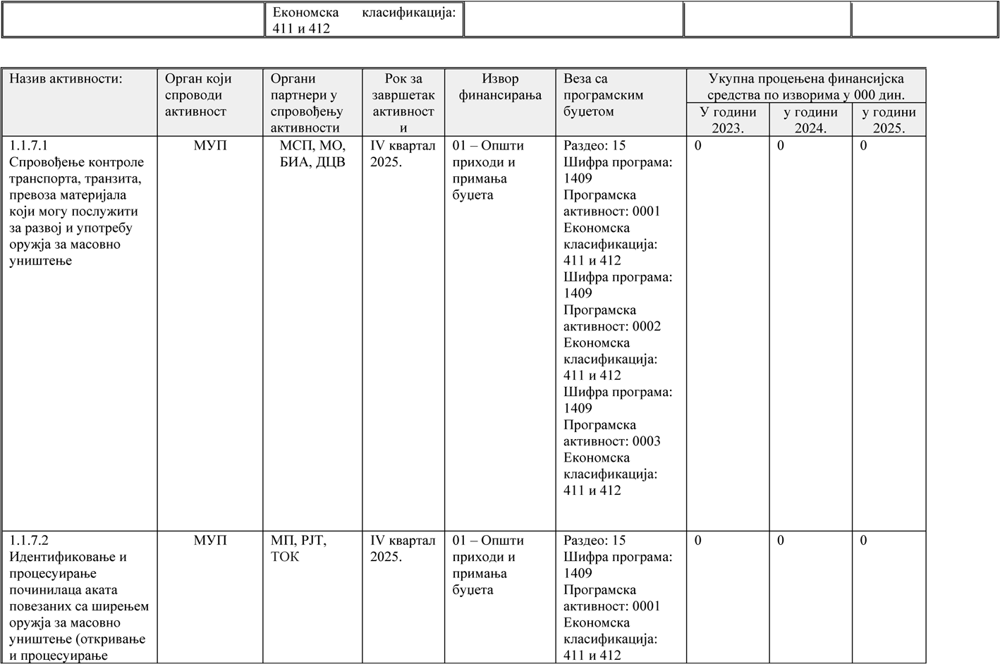 Економска класификација:
411 и 412
Назив активности:
Орган који
спроводи
активност
Органи
партнери у
спровођењу
активности
Рок за
завршетак
активност
и
Извор
финансирања
Веза са
програмским
буџетом
Укупна процењена финансијска
средства по изворима у 000 дин.
У години
2023.
у години
2024.
у години
2025.
1.1.7.1
Спровођење контроле
транспорта, транзита,
превоза материјала
који могу послужити
за развој и употребу
оружја за масовно
уништење
МУП
МСП, МО,
БИА, ДЦВ
IV квартал
2025.
01 – Општи
приходи и
примања
буџета
Раздео: 15
Шифра програма:
1409
Програмска
активност: 0001
Економска
класификација:
411 и 412
Шифра програма:
1409
Програмска
активност: 0002
Економска
класификација:
411 и 412
Шифра програма:
1409
Програмска
активност: 0003
Економска
класификација:
411 и 412
0
0
0
1.1.7.2
Идентификовање и
процесуирање
починилаца аката
повезаних са ширењем
оружја за масовно
уништење (откривање
и процесуирање
МУП
МП, РЈТ,
ТОК
IV квартал
2025.
01 – Општи
приходи и
примања
буџета
Раздео: 15
Шифра програма:
1409
Програмска
активност: 0001
Економска
класификација:
411 и 412
0
0
0